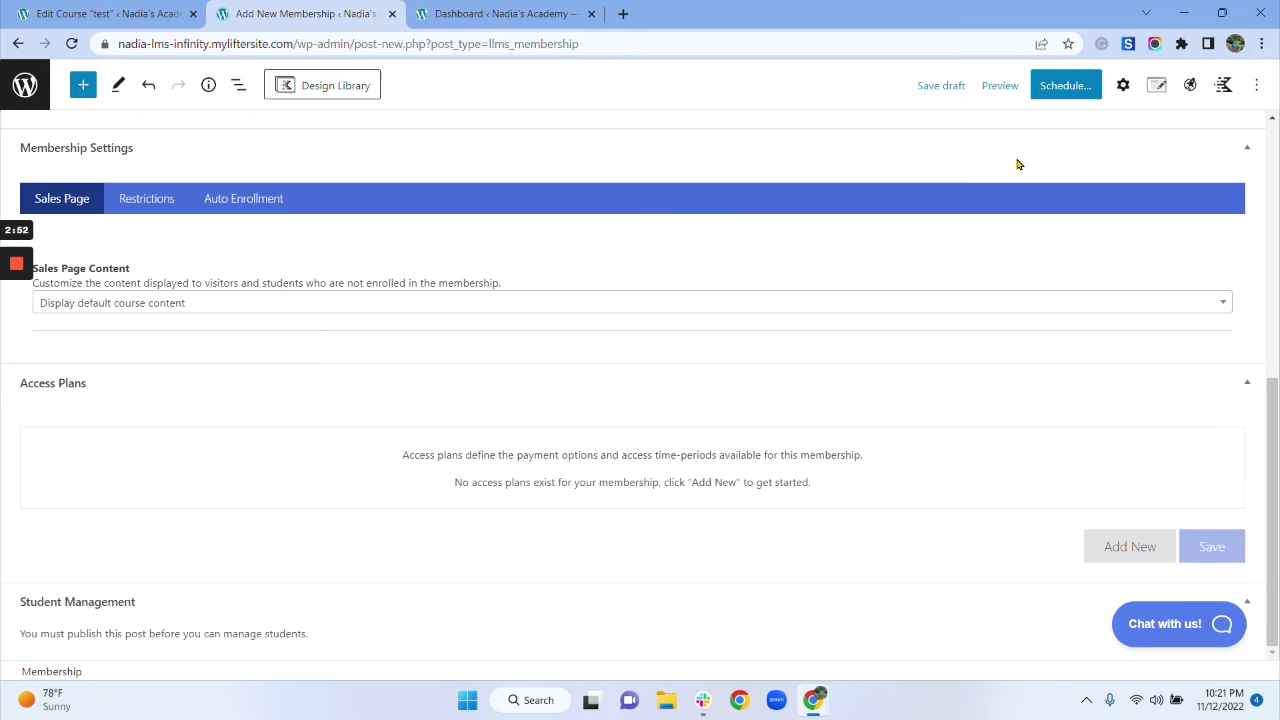 Edit Course "test" ‹ Nadia's Acad
Add New Membership ‹ Nadia's
Dashboard ‹ Nadia's Academy —
nadia-lms-infinity.myliftersite.com/wp-admin/post-new.php?post_type=llms_membership
Design Library
Save draft
Preview
Schedule...
Membership Settings
Sales Page
Restrictions
Auto Enrollment
2:52
Sales Page Content
Customize the content displayed to visitors and students who are not enrolled in the membership.
Display default course content
Access Plans
Access plans define the payment options and access time-periods available for this membership.
No access plans exist for your membership, click "Add New" to get started.
Add New
Save
Student Management
You must publish this post before you can manage students.
Chat with us!
Membership
78°F
Sunny
Search
zoom
10:21 PM
11/12/2022
4